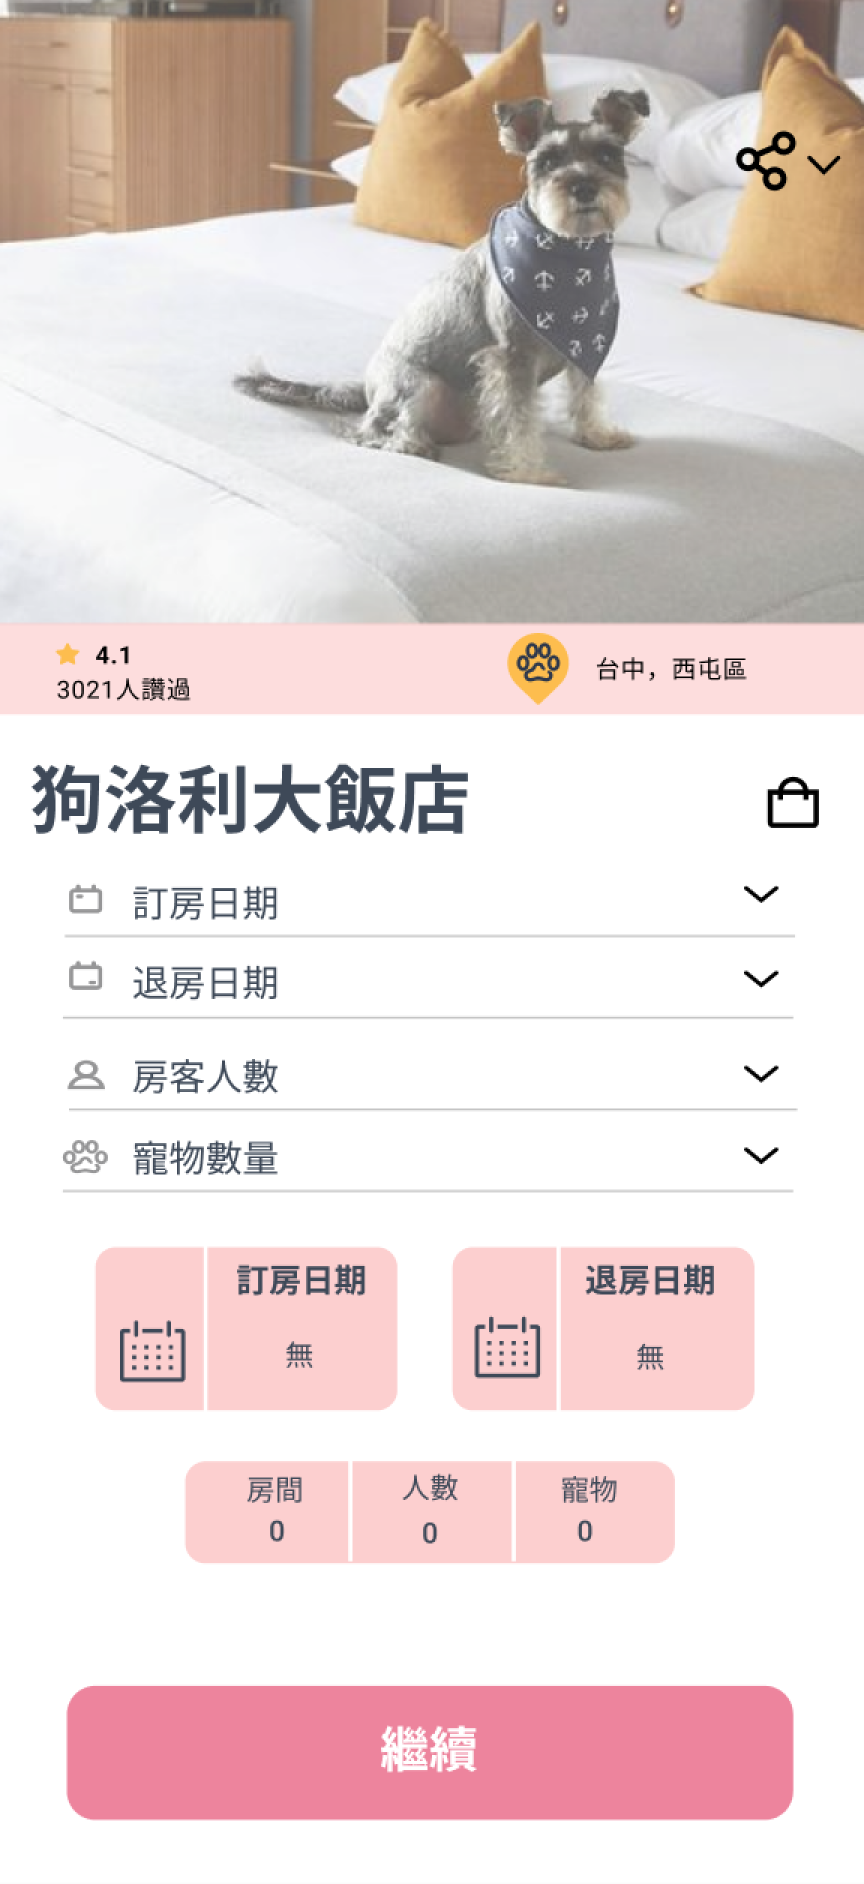 4.1
3021人讚過
台中，西屯區
狗洛利大飯店
訂房日期
退房日期
房客人數
寵物數量
訂房日期
無
退房日期
無
房間
0
人數
0
寵物
0
繼續